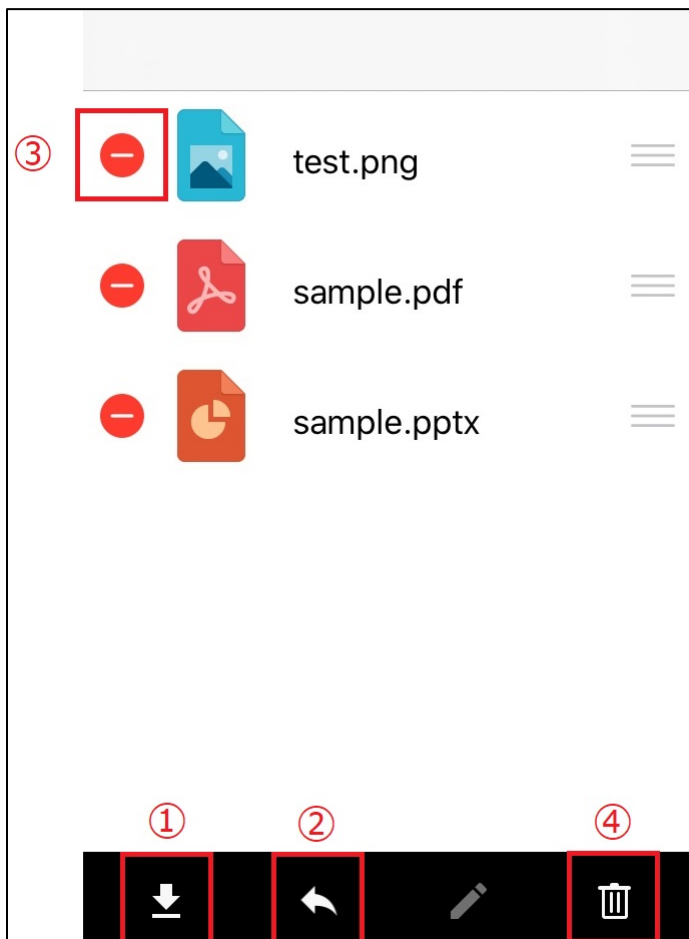 ③ test.png
sample.pdf
sample.pptx
① ② ④